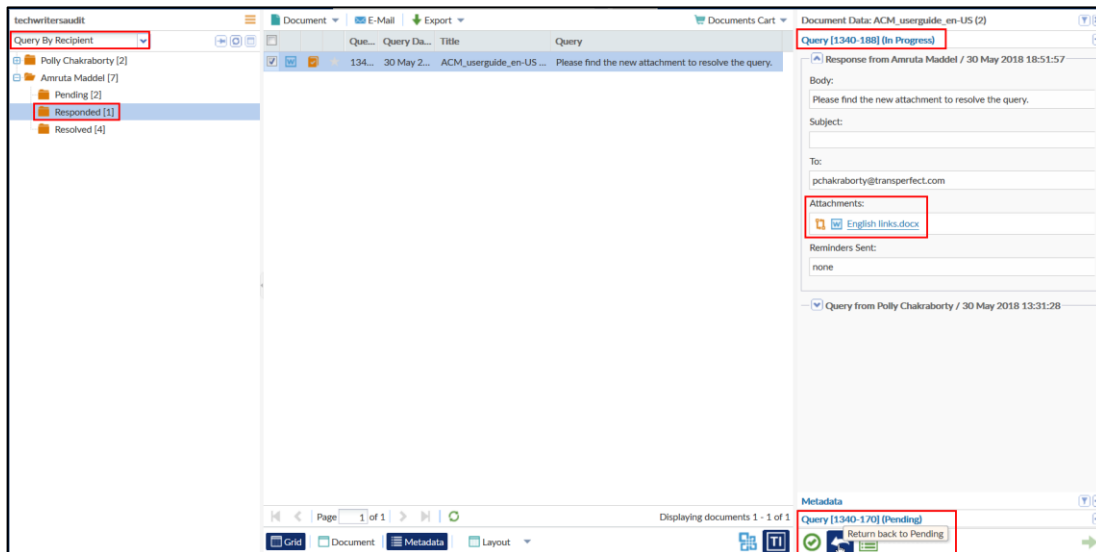 techwritersaudit
Document
E-Mail
Export
Documents Cart
Document Data: ACM_userguide_en-US (2)
Query By Recipient
Que... Query Da... Title Query
Query [1340-188] (In Progress)
Polly Chakraborty [2]
134... 30 May 2... ACM_userguide_en-US ... Please find the new attachment to resolve the query.
Response from Amruta Maddel / 30 May 2018 18:51:57
Amruta Maddel [7]
Pending [2]
Responded [1]
Resolved [4]
Body:
Please find the new attachment to resolve the query.
Subject:
To:
pchakraborty@transperfect.com
Attachments:
English links.docx
Reminders Sent:
none
Query from Polly Chakraborty / 30 May 2018 13:31:28
Metadata
Page 1 of 1
Displaying documents 1 - 1 of 1
Query [1340-170] (Pending)
Return back to Pending
Grid
Document
Metadata
Layout
TI